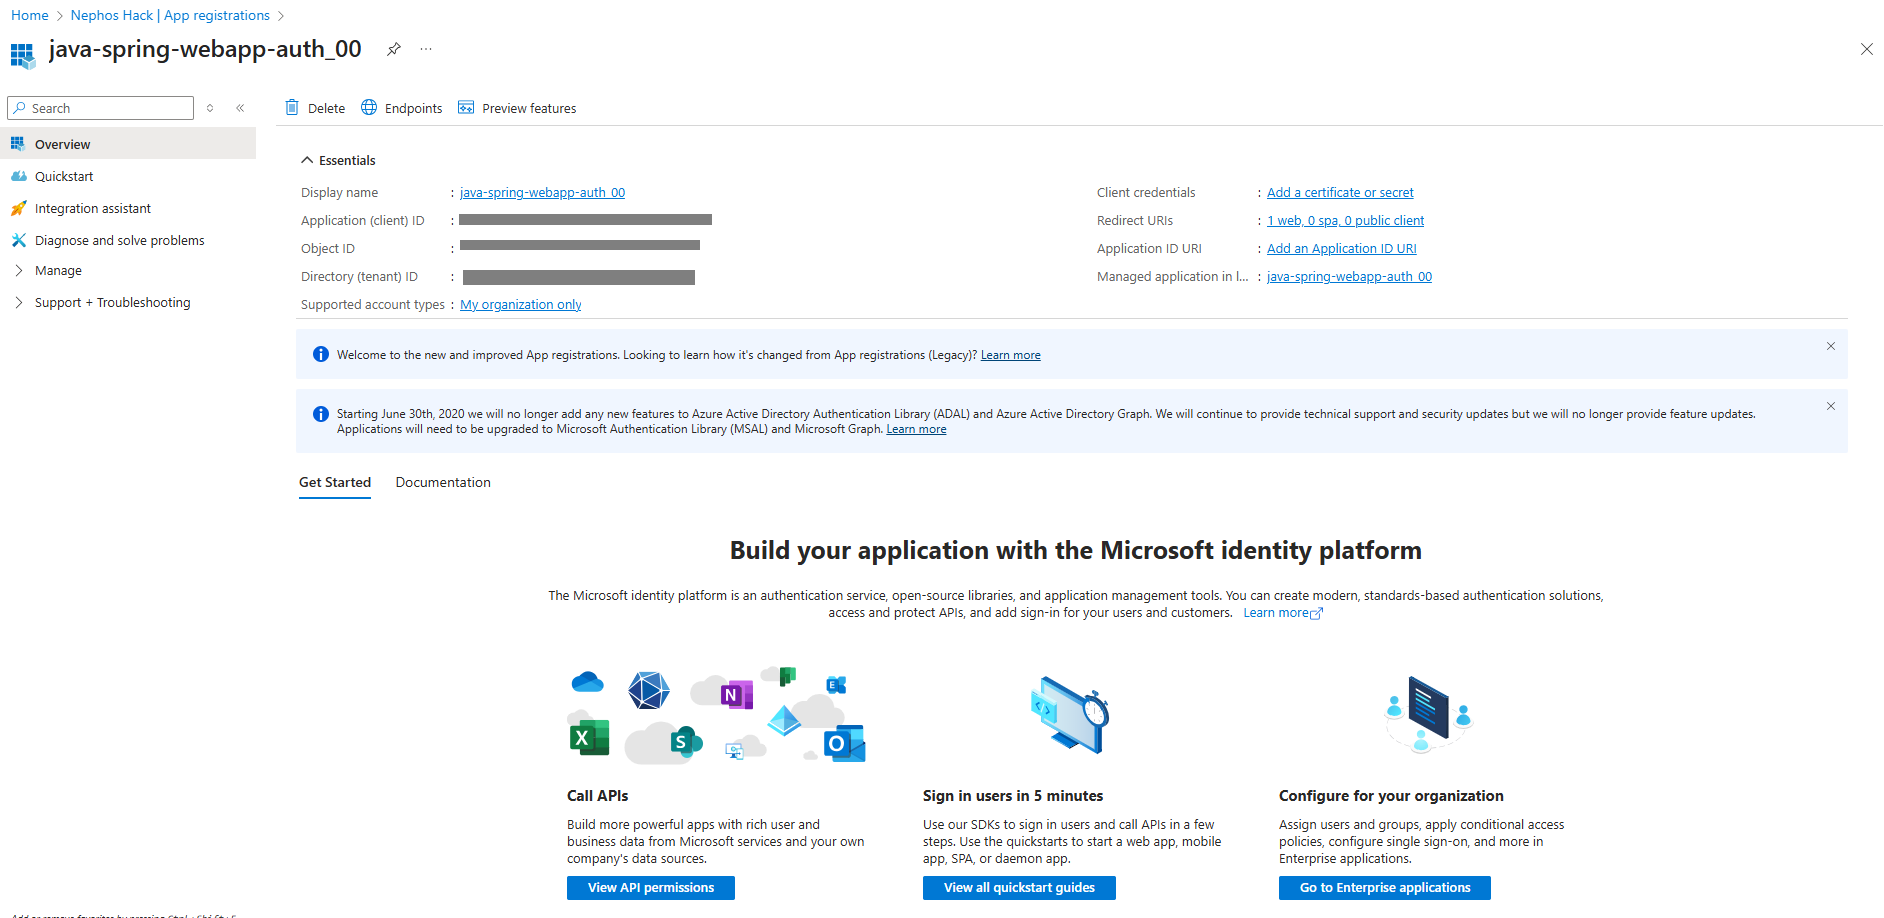 Home > Nephos Hack | App registrations >
java-spring-webapp-auth_00 ...
Search
Overview
Quickstart
Integration assistant
Diagnose and solve problems
Manage
Support + Troubleshooting
Delete Endpoints Preview features
Essentials
Display name : java-spring-webapp-auth_00
Application (client) ID :
Object ID :
Directory (tenant) ID :
Supported account types : My organization only
Client credentials : Add a certificate or secret
Redirect URIs : 1 web, 0 spa, 0 public client
Application ID URI : Add an Application ID URI
Managed application in l... : java-spring-webapp-auth_00
Welcome to the new and improved App registrations. Looking to learn how it's changed from App registrations (Legacy)? Learn more
Starting June 30th, 2020 we will no longer add any new features to Azure Active Directory Authentication Library (ADAL) and Azure Active Directory Graph. We will continue to provide technical support and security updates but we will no longer provide feature updates.
Applications will need to be upgraded to Microsoft Authentication Library (MSAL) and Microsoft Graph. Learn more
Get Started Documentation
Build your application with the Microsoft identity platform
The Microsoft identity platform is an authentication service, open-source libraries, and application management tools. You can create modern, standards-based authentication solutions,
access and protect APIs, and add sign-in for your users and customers. Learn more
N
E
X
S
O
Call APIs
Build more powerful apps with rich user and
business data from Microsoft services and your own
company's data sources.
View API permissions
Sign in users in 5 minutes
Use our SDKs to sign in users and call APIs in a few
steps. Use the quickstarts to start a web app, mobile
app, SPA, or daemon app.
View all quickstart guides
Configure for your organization
Assign users and groups, apply conditional access
policies, configure single sign-on, and more in
Enterprise applications.
Go to Enterprise applications